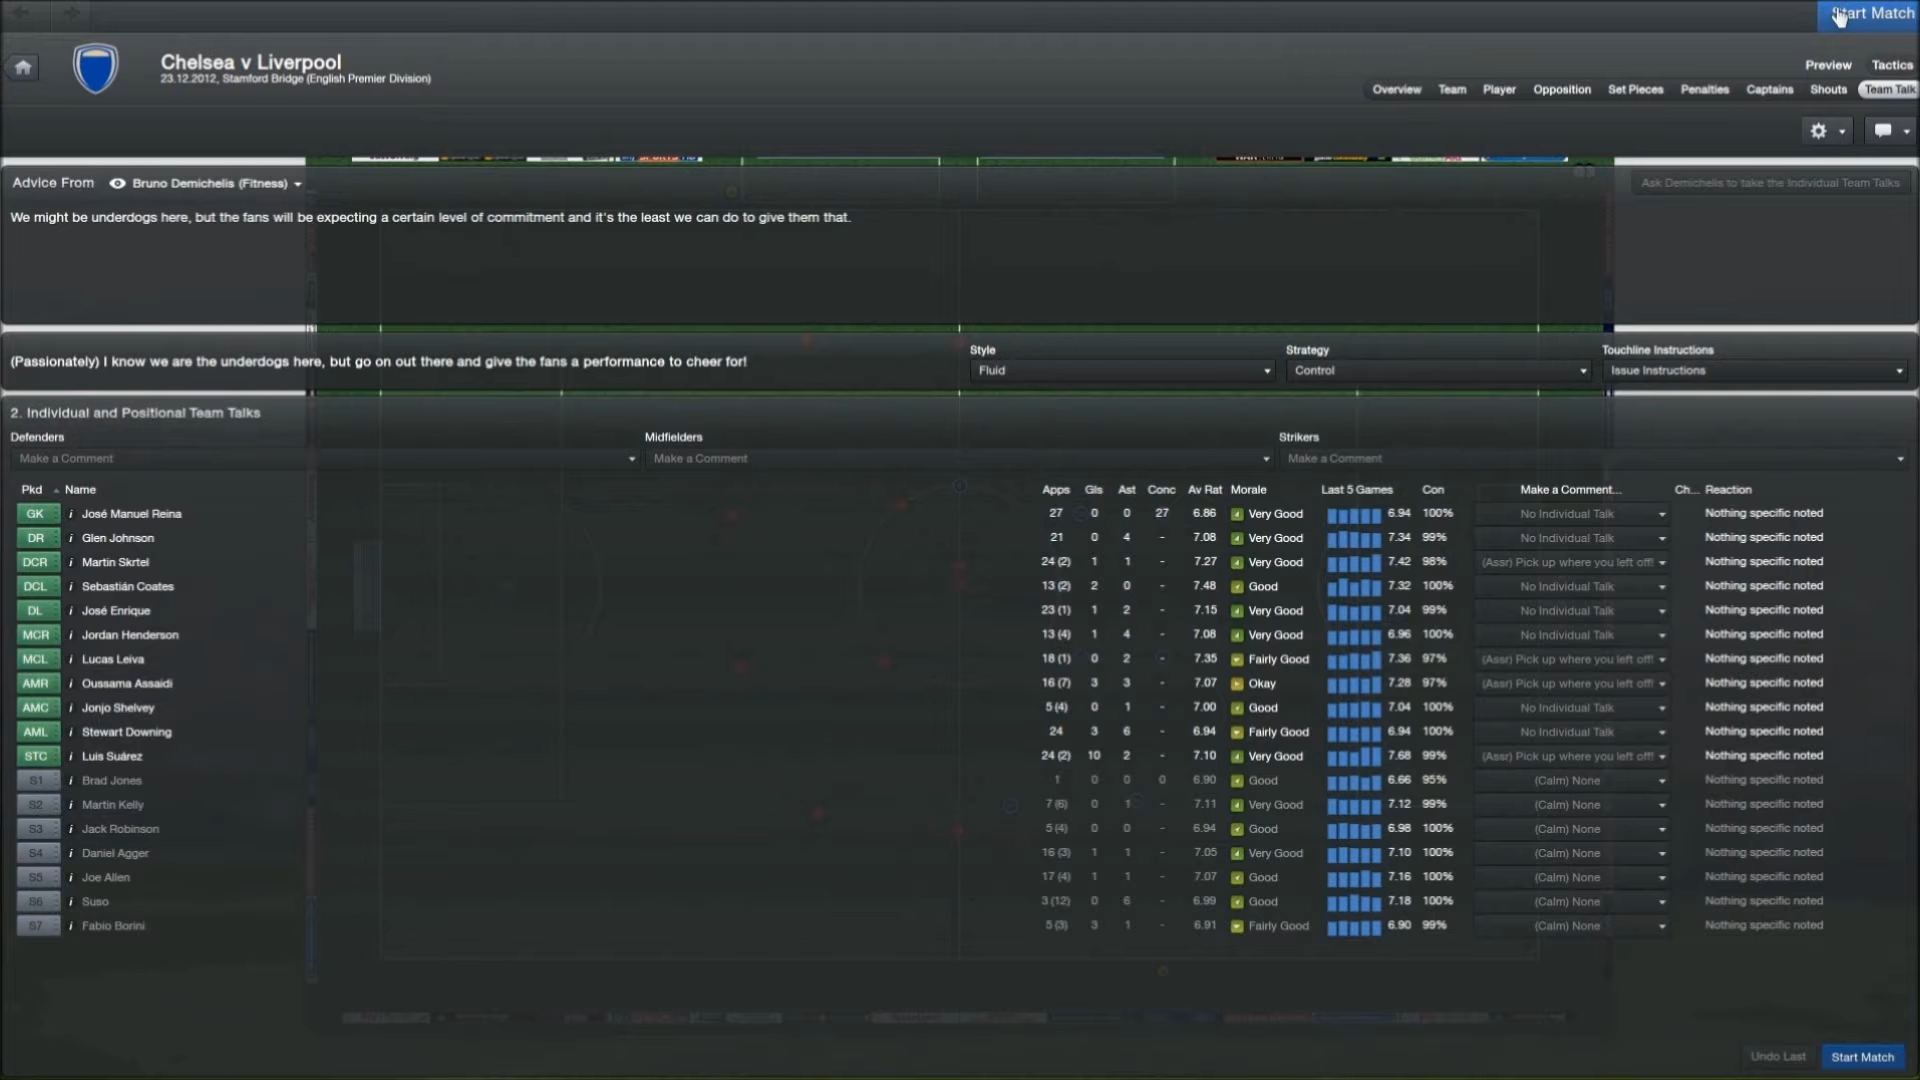 Start Match
Chelsea v Liverpool
23.12.2012, Stamford Bridge (English Premier Division)
Preview Tactics
Overview Team Player Opposition Set Pieces Penalties Captains Shouts Team Talk
Advice From Bruno Demichelis (Fitness)
Ask Demichelis to take the Individual Team Talks
We might be underdogs here, but the fans will be expecting a certain level of commitment and it's the least we can do to give them that.
(Passionately) I know we are the underdogs here, but go on out there and give the fans a performance to cheer for!
Style Strategy Touchline Instructions
Fluid Control Issue Instructions
2. Individual and Positional Team Talks
Defenders Midfielders Strikers
Make a Comment Make a Comment Make a Comment
Pkd Name Apps Gls Ast Conc Av Rat Morale Last 5 Games Con Make a Comment... Ch... Reaction
GK i José Manuel Reina 27 0 0 27 6.86 Very Good 6.94 100% No Individual Talk Nothing specific noted
DR i Glen Johnson 21 0 4 - 7.08 Very Good 7.34 99% No Individual Talk Nothing specific noted
DCR i Martin Skrtel 24 (2) 1 1 - 7.27 Very Good 7.42 98% (Assr) Pick up where you left off! Nothing specific noted
DCL i Sebastián Coates 13 (2) 2 0 - 7.48 Good 7.32 100% No Individual Talk Nothing specific noted
DL i José Enrique 23 (1) 1 2 - 7.15 Very Good 7.04 99% No Individual Talk Nothing specific noted
MCR i Jordan Henderson 13 (4) 1 4 - 7.08 Very Good 6.96 100% No Individual Talk Nothing specific noted
MCL i Lucas Leiva 18 (1) 0 2 - 7.35 Fairly Good 7.36 97% (Assr) Pick up where you left off! Nothing specific noted
AMR i Oussama Assaidi 16 (7) 3 3 - 7.07 Okay 7.28 97% (Assr) Pick up where you left off! Nothing specific noted
AMC i Jonjo Shelvey 5 (4) 0 1 - 7.00 Good 7.04 100% No Individual Talk Nothing specific noted
AML i Stewart Downing 24 3 6 - 6.94 Fairly Good 6.94 100% No Individual Talk Nothing specific noted
STC i Luis Suárez 24 (2) 10 2 - 7.10 Very Good 7.68 99% (Assr) Pick up where you left off! Nothing specific noted
S1 i Brad Jones 1 0 0 0 6.90 Good 6.66 95% (Calm) None Nothing specific noted
S2 i Martin Kelly 7 (6) 0 1 - 7.11 Very Good 7.12 99% (Calm) None Nothing specific noted
S3 i Jack Robinson 5 (4) 0 0 - 6.94 Good 6.98 100% (Calm) None Nothing specific noted
S4 i Daniel Agger 16 (3) 1 1 - 7.05 Very Good 7.10 100% (Calm) None Nothing specific noted
S5 i Joe Allen 17 (4) 1 1 - 7.07 Good 7.16 100% (Calm) None Nothing specific noted
S6 i Suso 3 (12) 0 6 - 6.99 Good 7.18 100% (Calm) None Nothing specific noted
S7 i Fabio Borini 5 (3) 3 1 - 6.91 Fairly Good 6.90 99% (Calm) None Nothing specific noted
Undo Last Start Match